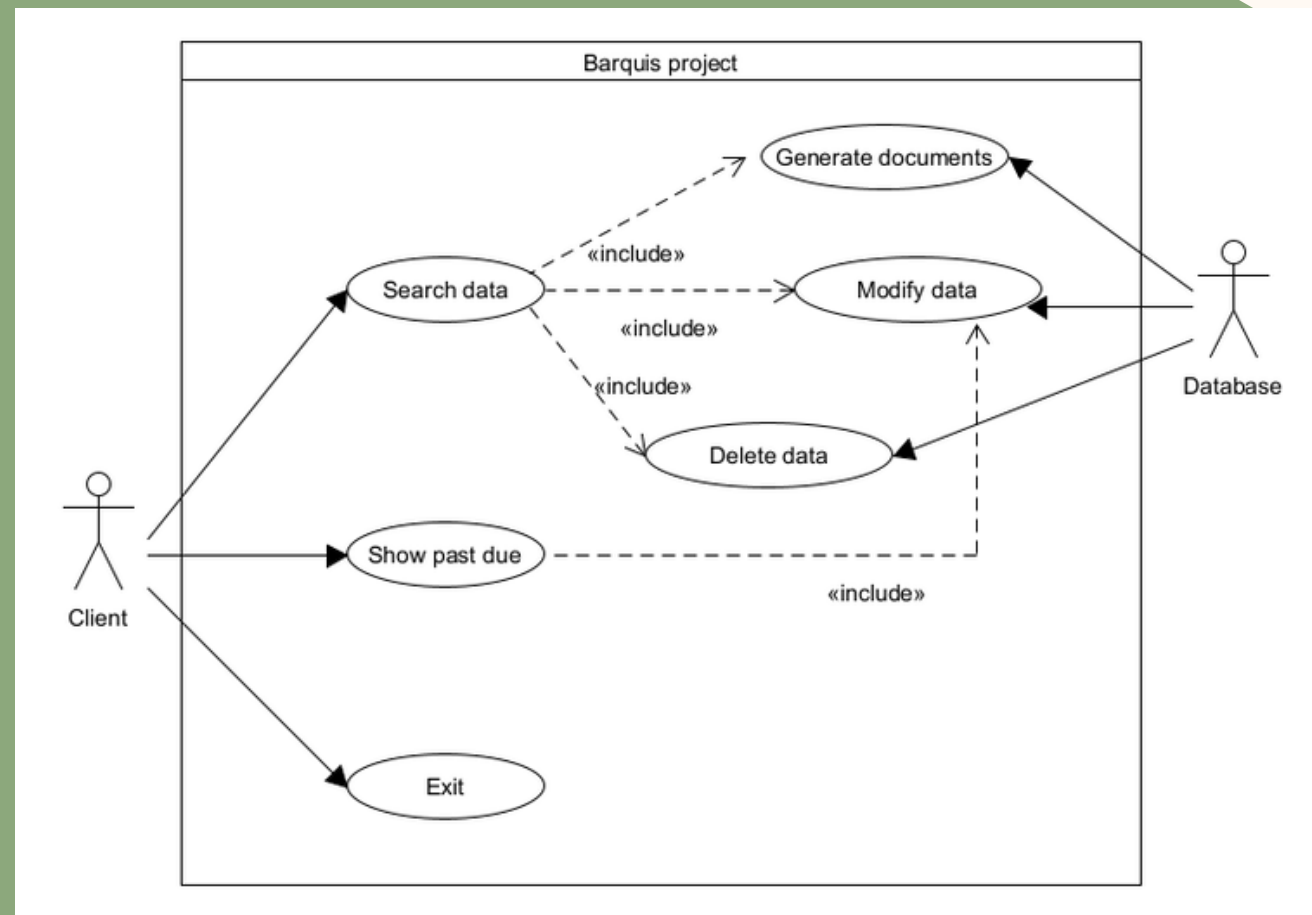 Barquis project
Generate documents
«include»
Search data
Modify data
«include»
«include»
Database
Delete data
Show past due
«include»
Client
Exit